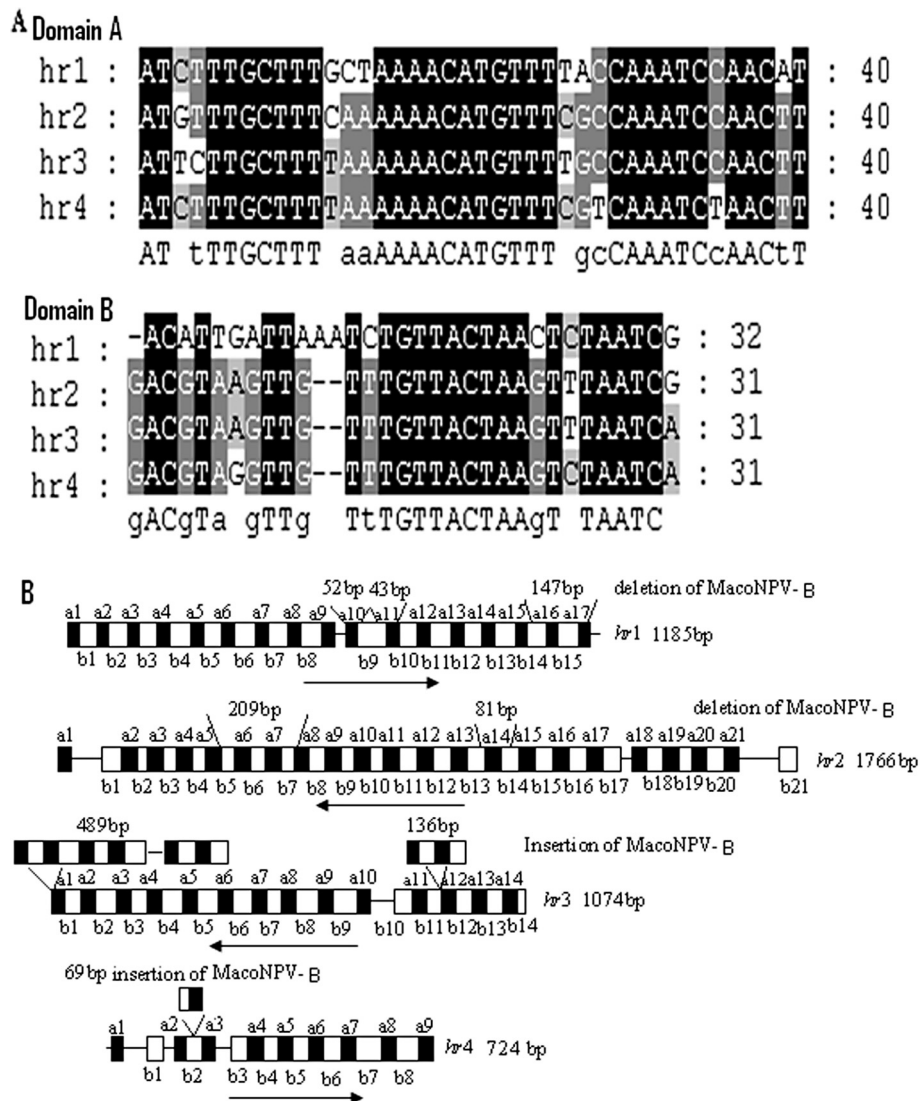 A Domain A
hr1 : ATCTTTGCTTTGCTAAAACATGTTTTACCAAATCCAACAT : 40
hr2 : ATGTTTGCTTTCAAAAAACATGTTTCGCCAAATCCAACTT : 40
hr3 : ATTCTTGCTTTTAAAAAACATGTTTTGCCAAATCCAACTT : 40
hr4 : ATCTTTGCTTTTAAAAAACATGTTTCGTCAAATCTAACTT : 40
AT tTTGCTTT aaAAAACATGTTT gcCAAATCcAACtT
Domain B
hr1 : -ACATTGATTAAATCTGTTACTAACTCTAATCG : 32
hr2 : GACGTAAGTTG--TTTGTTACTAAGTTTAATCG : 31
hr3 : GACGTAAGTTG--TTTGTTACTAAGTTTAATCA : 31
hr4 : GACGTAGGTTG--TTTGTTACTAAGTCTAATCA : 31
gACgTa gTTg TtTGTTACTAAgT TAATC
B
52bp 43bp 147bp deletion of MacoNPV-B
a1 a2 a3 a4 a5 a6 a7 a8 a9 a10 a11 a12 a13 a14 a15 a16 a17
hr1 1185bp
b1 b2 b3 b4 b5 b6 b7 b8 b9 b10 b11 b12 b13 b14 b15
209bp 81bp deletion of MacoNPV-B
a1 a2 a3 a4 a5 a6 a7 a8 a9 a10 a11 a12 a13 a14 a15 a16 a17 a18 a19 a20 a21
hr2 1766bp
b1 b2 b3 b4 b5 b6 b7 b8 b9 b10 b11 b12 b13 b14 b15 b16 b17 b18 b19 b20 b21
489bp 136bp Insertion of MacoNPV-B
a1 a2 a3 a4 a5 a6 a7 a8 a9 a10 a11 a12 a13 a14
hr3 1074bp
b1 b2 b3 b4 b5 b6 b7 b8 b9 b10 b11 b12 b13 b14
69bp insertion of MacoNPV-B
a1 a2 a3 a4 a5 a6 a7 a8 a9
hr4 724 bp
b1 b2 b3 b4 b5 b6 b7 b8